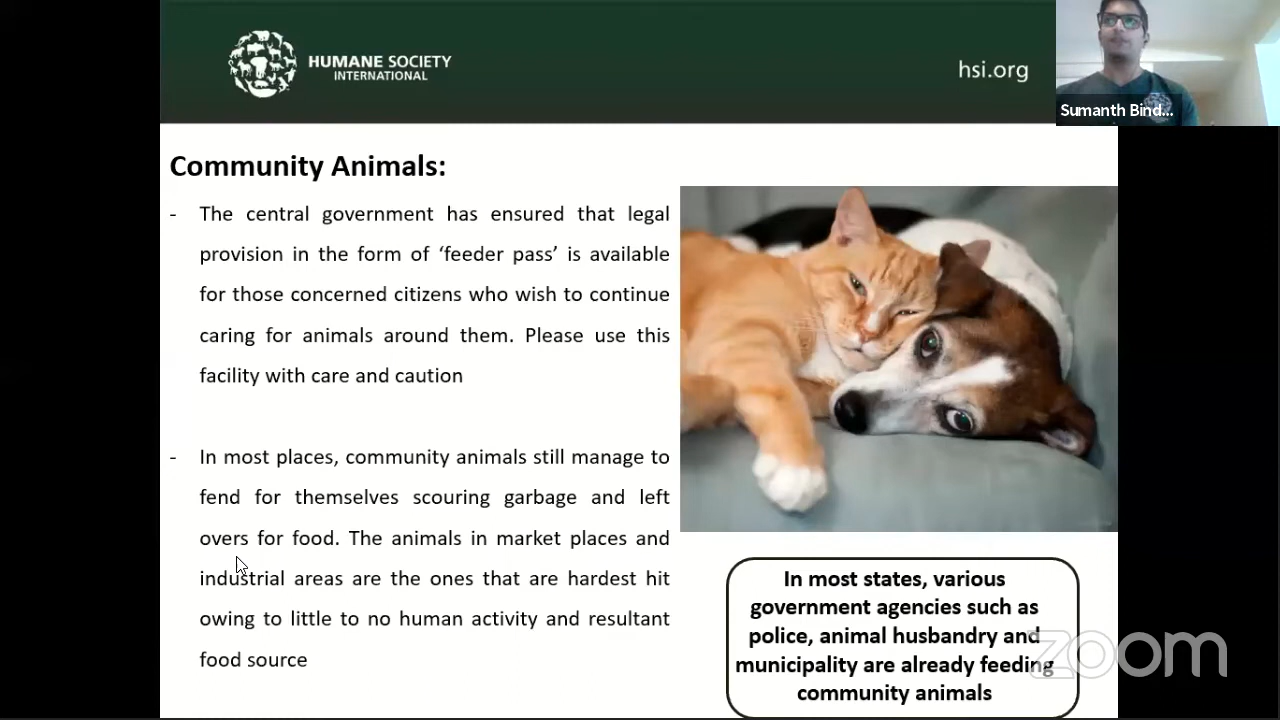 HUMANE SOCIETY
INTERNATIONAL
hsi.org
Sumanth Bind...
Community Animals:
- The central government has ensured that legal
provision in the form of ‘feeder pass’ is available
for those concerned citizens who wish to continue
caring for animals around them. Please use this
facility with care and caution
- In most places, community animals still manage to
fend for themselves scouring garbage and left
overs for food. The animals in market places and
industrial areas are the ones that are hardest hit
owing to little to no human activity and resultant
food source
In most states, various
government agencies such as
police, animal husbandry and
municipality are already feeding
community animals
zoom